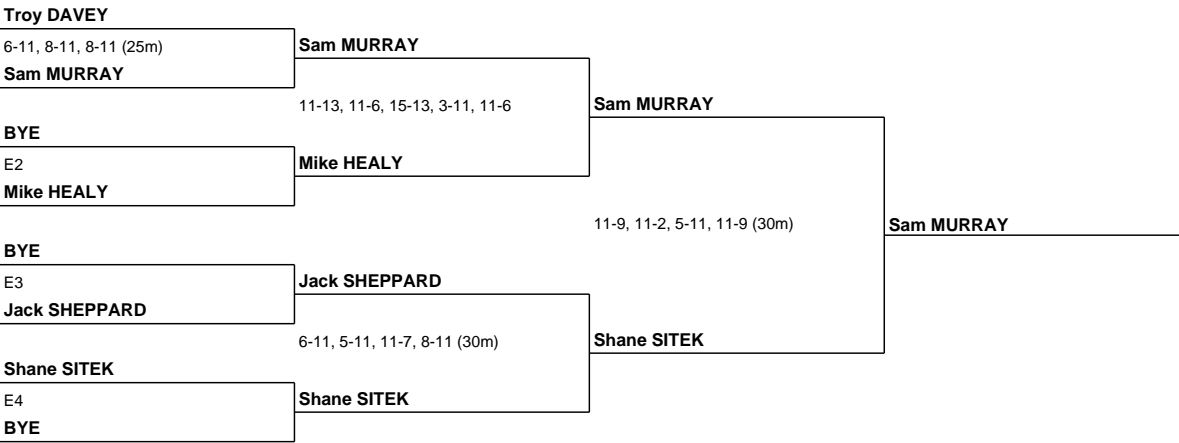 Troy DAVEY
6-11, 8-11, 8-11 (25m)
Sam MURRAY
Sam MURRAY
11-13, 11-6, 15-13, 3-11, 11-6
Sam MURRAY
BYE
E2
Mike HEALY
Mike HEALY
11-9, 11-2, 5-11, 11-9 (30m)
Sam MURRAY
BYE
E3
Jack SHEPPARD
Jack SHEPPARD
6-11, 5-11, 11-7, 8-11 (30m)
Shane SITEK
Shane SITEK
E4
Shane SITEK
BYE